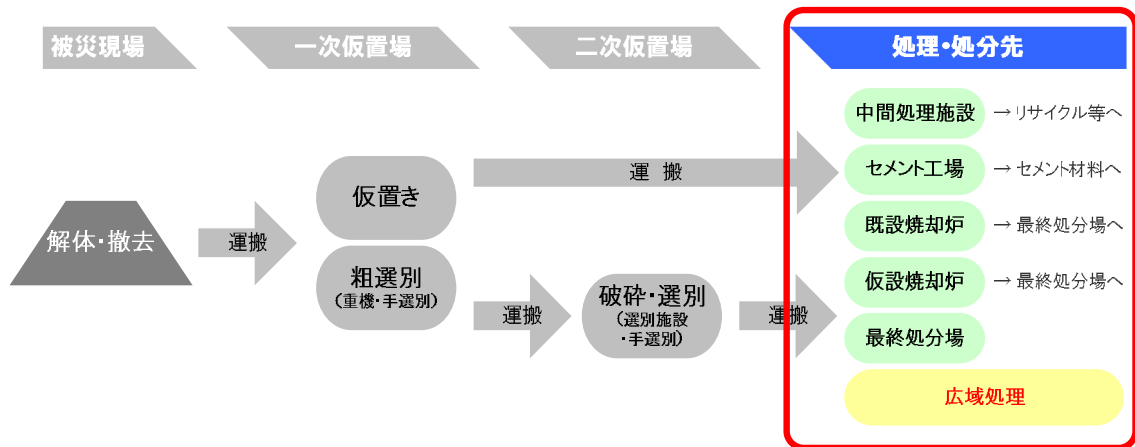 被災現場
一次仮置場
二次仮置場
処理・処分先
解体・撤去
運搬
仮置き
粗選別
(重機・手選別)
運 搬
運搬
破砕・選別
(選別施設
・手選別)
運搬
中間処理施設 → リサイクル等へ
セメント工場 → セメント材料へ
既設焼却炉 → 最終処分場へ
仮設焼却炉 → 最終処分場へ
最終処分場
広域処理